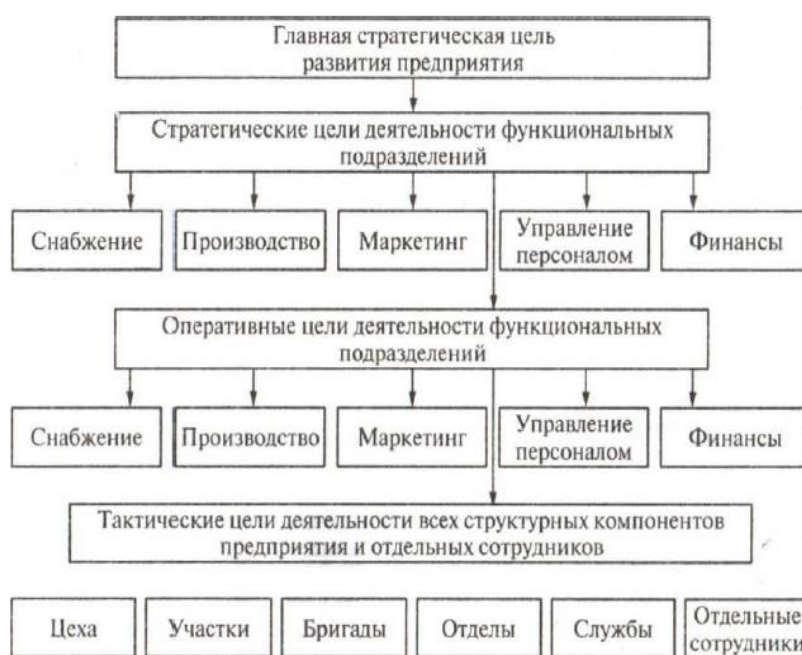 Главная стратегическая цель
развития предприятия
Стратегические цели деятельности функциональных
подразделений
Снабжение
Производство
Маркетинг
Управление
персоналом
Финансы
Оперативные цели деятельности функциональных
подразделений
Снабжение
Производство
Маркетинг
Управление
персоналом
Финансы
Тактические цели деятельности всех структурных компонентов
предприятия и отдельных сотрудников
Цеха
Участки
Бригады
Отделы
Службы
Отдельные
сотрудники